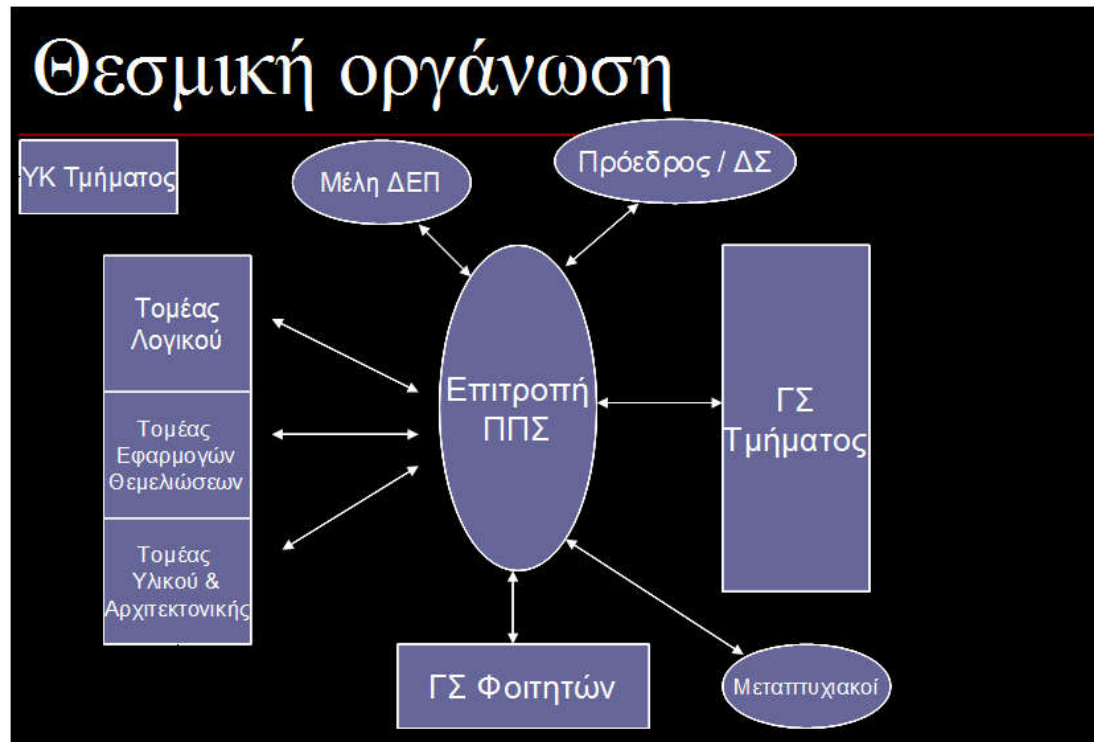 Θεσμική οργάνωση
ΥΚ Τμήματος
Μέλη ΔΕΠ
Πρόεδρος / ΔΣ
Τομέας
Λογικού
Τομέας
Εφαρμογών
Θεμελιώσεων
Τομέας
Υλικού &
Αρχιτεκτονικής
Επιτροπή
ΠΠΣ
ΓΣ
Τμήματος
ΓΣ Φοιτητών
Μεταπτυχιακοί